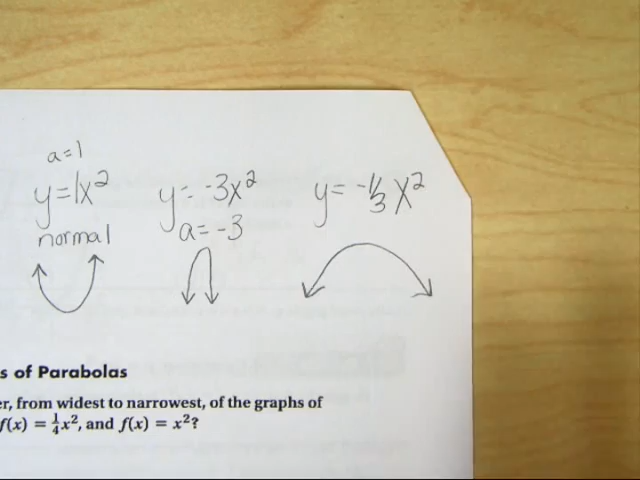 a=1
y=1x²
normal
y=-3x²
a=-3
y=-⅓x²
s of Parabolas
er, from widest to narrowest, of the graphs of
f(x) = ¼x², and f(x) = x²?